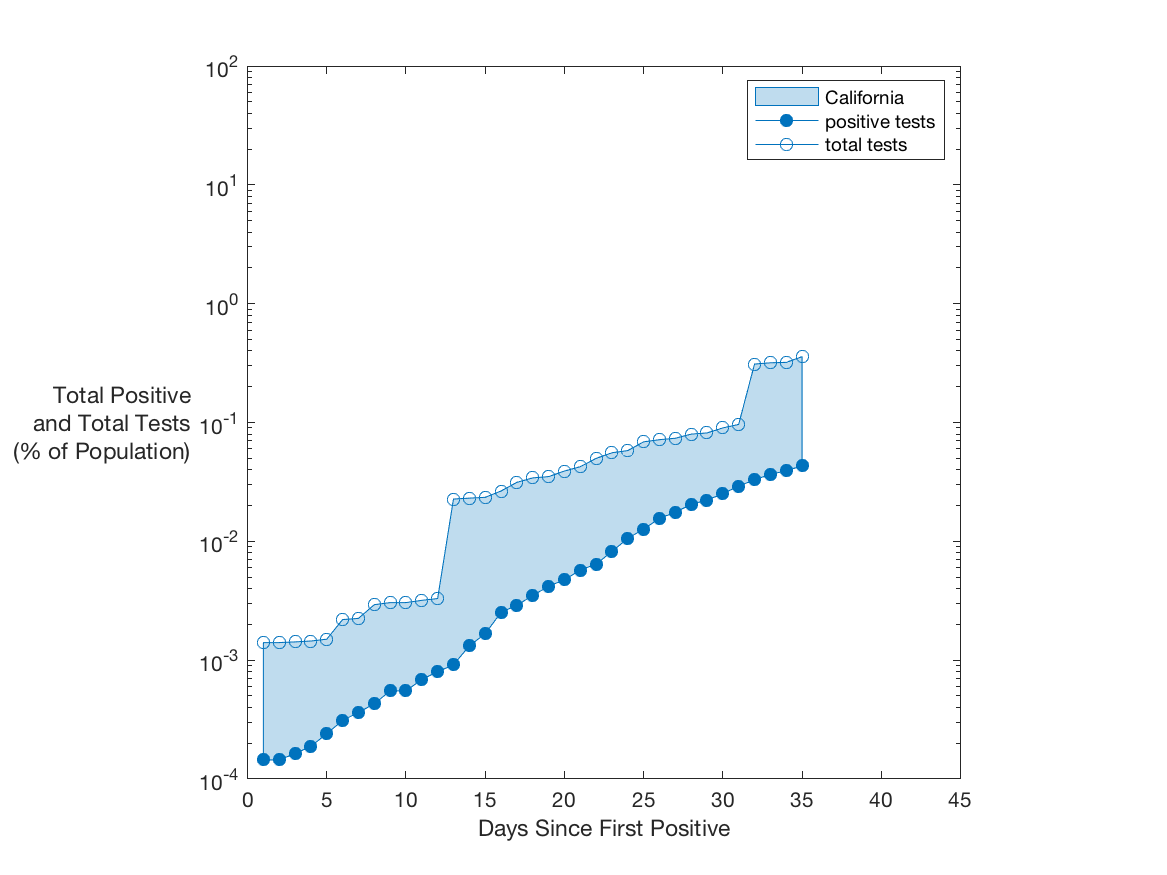 10^2
California
positive tests
total tests
10^1
10^0
Total Positive
and Total Tests
(% of Population)
10^-1
10^-2
10^-3
10^-4
0 5 10 15 20 25 30 35 40 45
Days Since First Positive